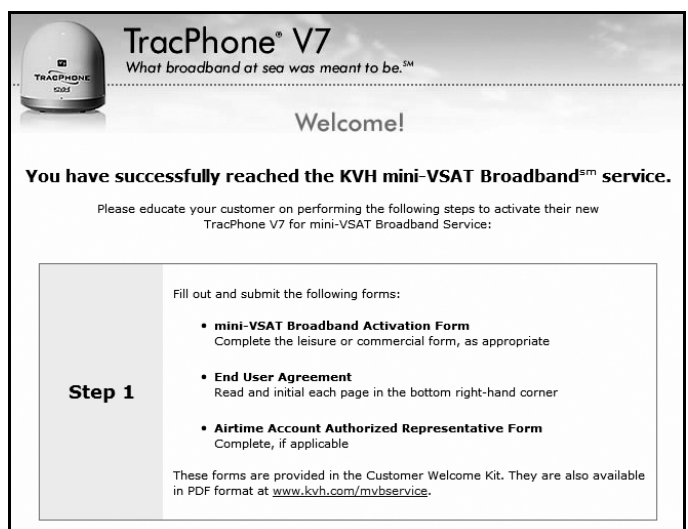 TracPhone® V7
What broadband at sea was meant to be.℠
TRACPHONE
Welcome!
You have successfully reached the KVH mini-VSAT Broadband℠ service.
Please educate your customer on performing the following steps to activate their new
TracPhone V7 for mini-VSAT Broadband Service:
Step 1
Fill out and submit the following forms:
• mini-VSAT Broadband Activation Form
Complete the leisure or commercial form, as appropriate
• End User Agreement
Read and initial each page in the bottom right-hand corner
• Airtime Account Authorized Representative Form
Complete, if applicable
These forms are provided in the Customer Welcome Kit. They are also available
in PDF format at www.kvh.com/mvbservice.